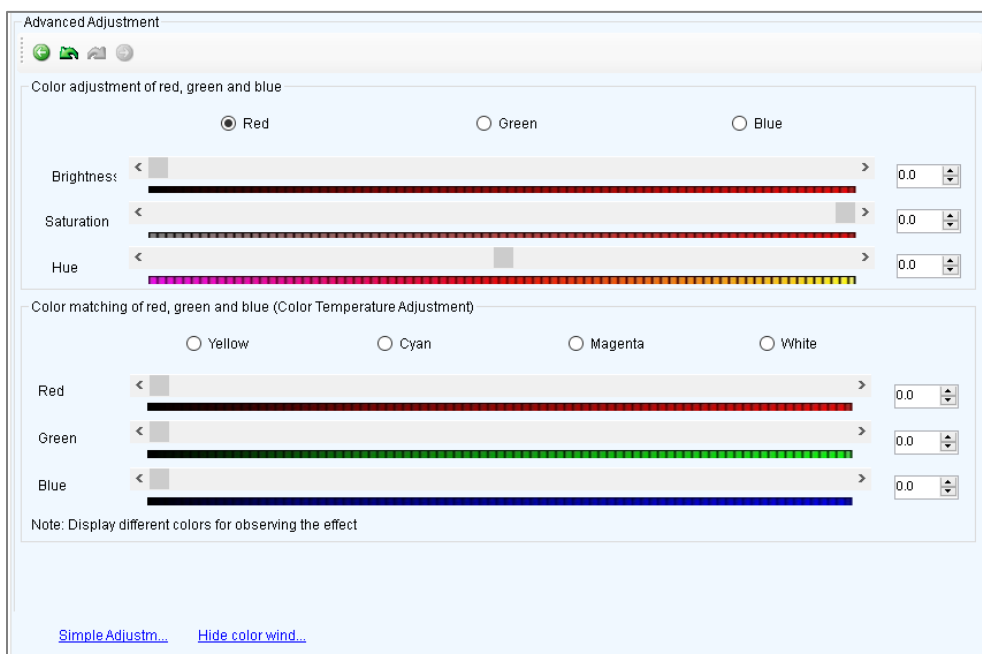 Advanced Adjustment
Color adjustment of red, green and blue
Red Green Blue
Brightness 0.0
Saturation 0.0
Hue 0.0
Color matching of red, green and blue (Color Temperature Adjustment)
Yellow Cyan Magenta White
Red 0.0
Green 0.0
Blue 0.0
Note: Display different colors for observing the effect
Simple Adjustm... Hide color wind...